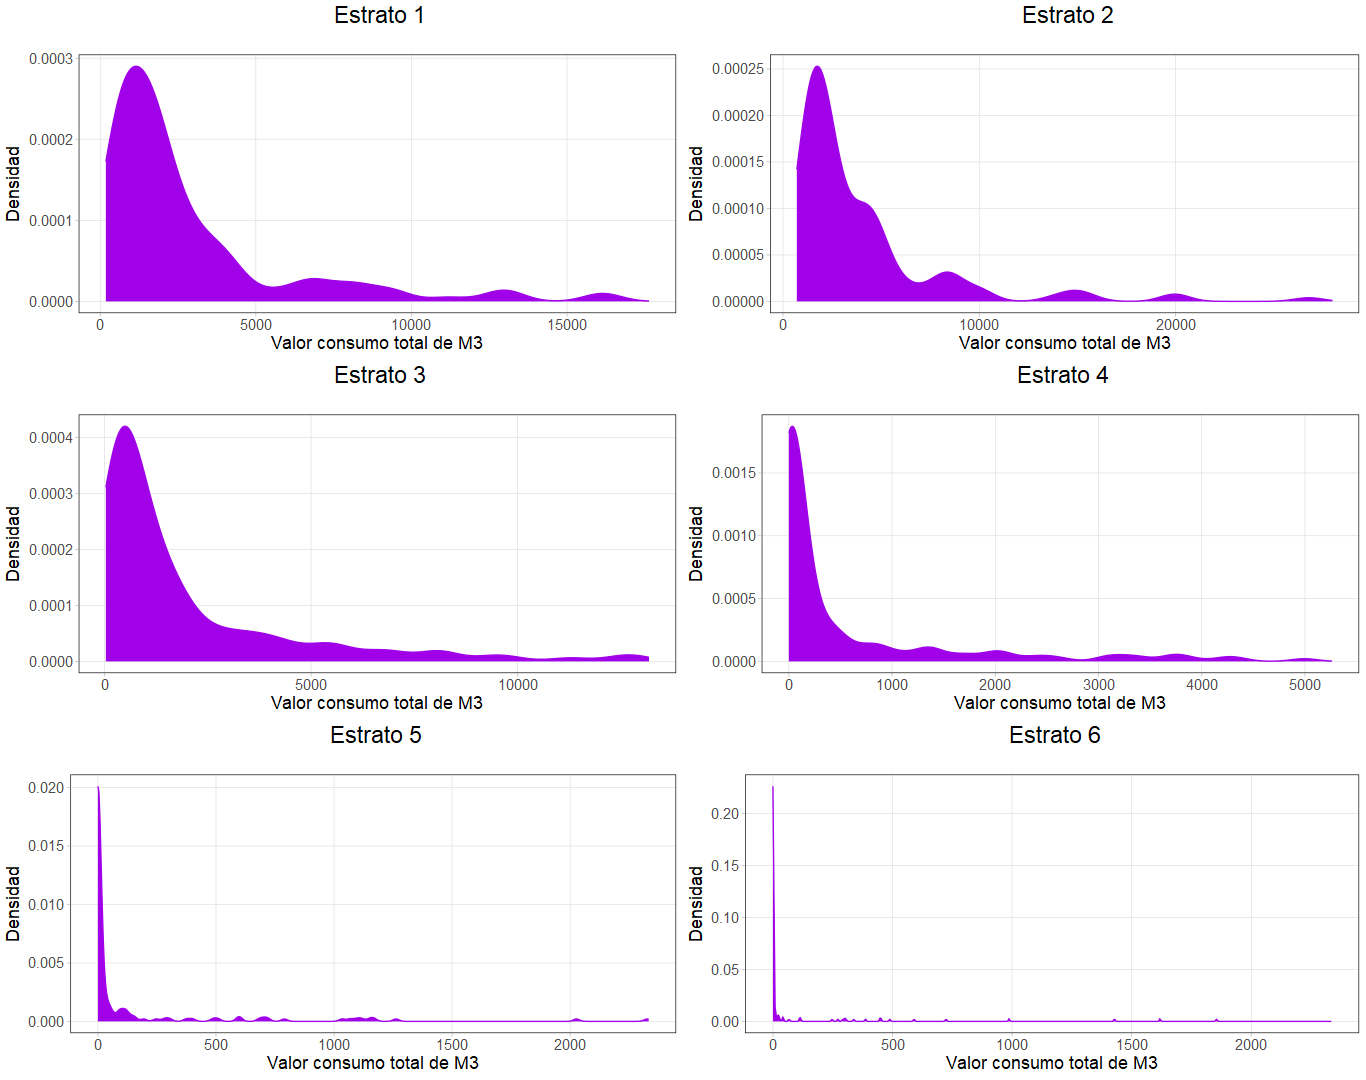 Estrato 1
Densidad
0.0003
0.0002
0.0001
0.0000
0 5000 10000 15000
Valor consumo total de M3
Estrato 2
Densidad
0.00025
0.00020
0.00015
0.00010
0.00005
0.00000
0 10000 20000
Valor consumo total de M3
Estrato 3
Densidad
0.0004
0.0003
0.0002
0.0001
0.0000
0 5000 10000
Valor consumo total de M3
Estrato 4
Densidad
0.0015
0.0010
0.0005
0.0000
0 1000 2000 3000 4000 5000
Valor consumo total de M3
Estrato 5
Densidad
0.020
0.015
0.010
0.005
0.000
0 500 1000 1500 2000
Valor consumo total de M3
Estrato 6
Densidad
0.20
0.15
0.10
0.05
0.00
0 500 1000 1500 2000
Valor consumo total de M3